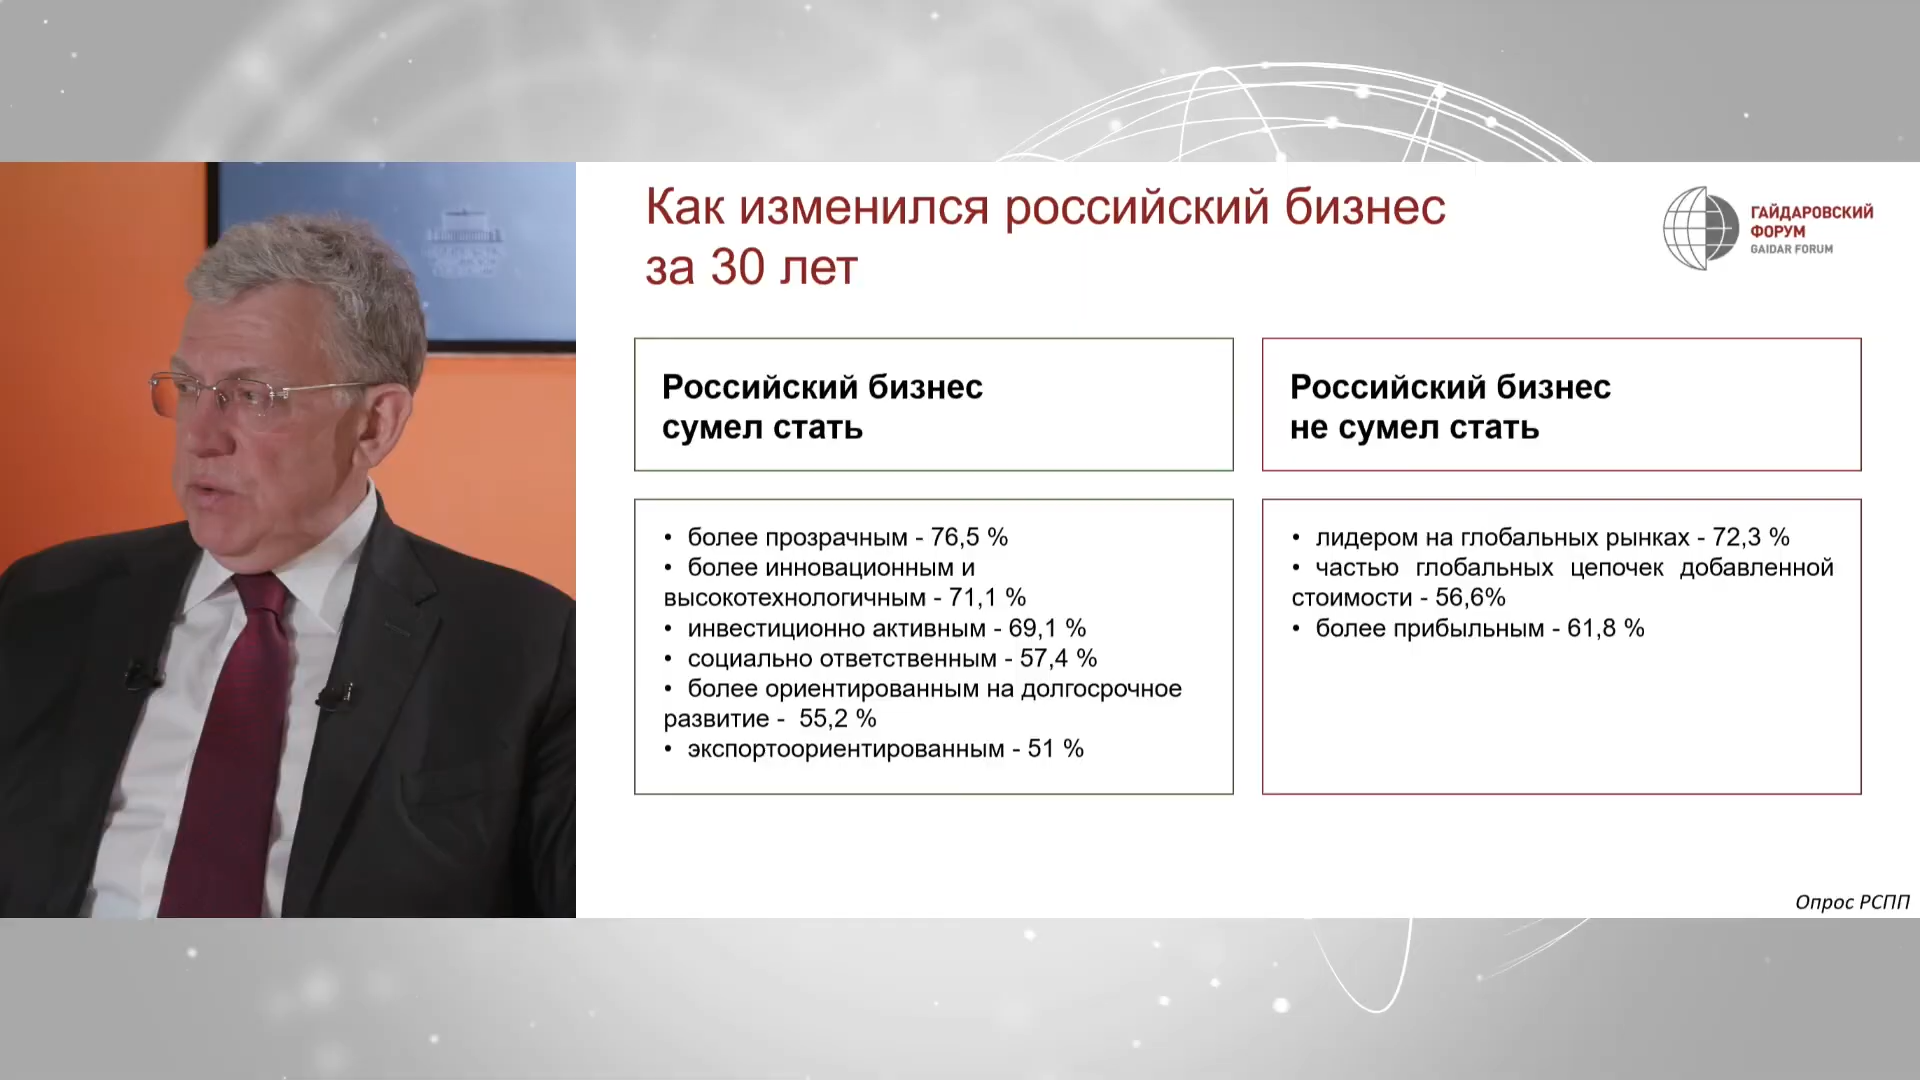 Как изменился российский бизнес
за 30 лет
ГАЙДАРОВСКИЙ
ФОРУМ
GAIDAR FORUM
Российский бизнес
сумел стать
• более прозрачным - 76,5 %
• более инновационным и
высокотехнологичным - 71,1 %
• инвестиционно активным - 69,1 %
• социально ответственным - 57,4 %
• более ориентированным на долгосрочное
развитие - 55,2 %
• экспортоориентированным - 51 %
Российский бизнес
не сумел стать
• лидером на глобальных рынках - 72,3 %
• частью глобальных цепочек добавленной
стоимости - 56,6%
• более прибыльным - 61,8 %
Опрос РСПП